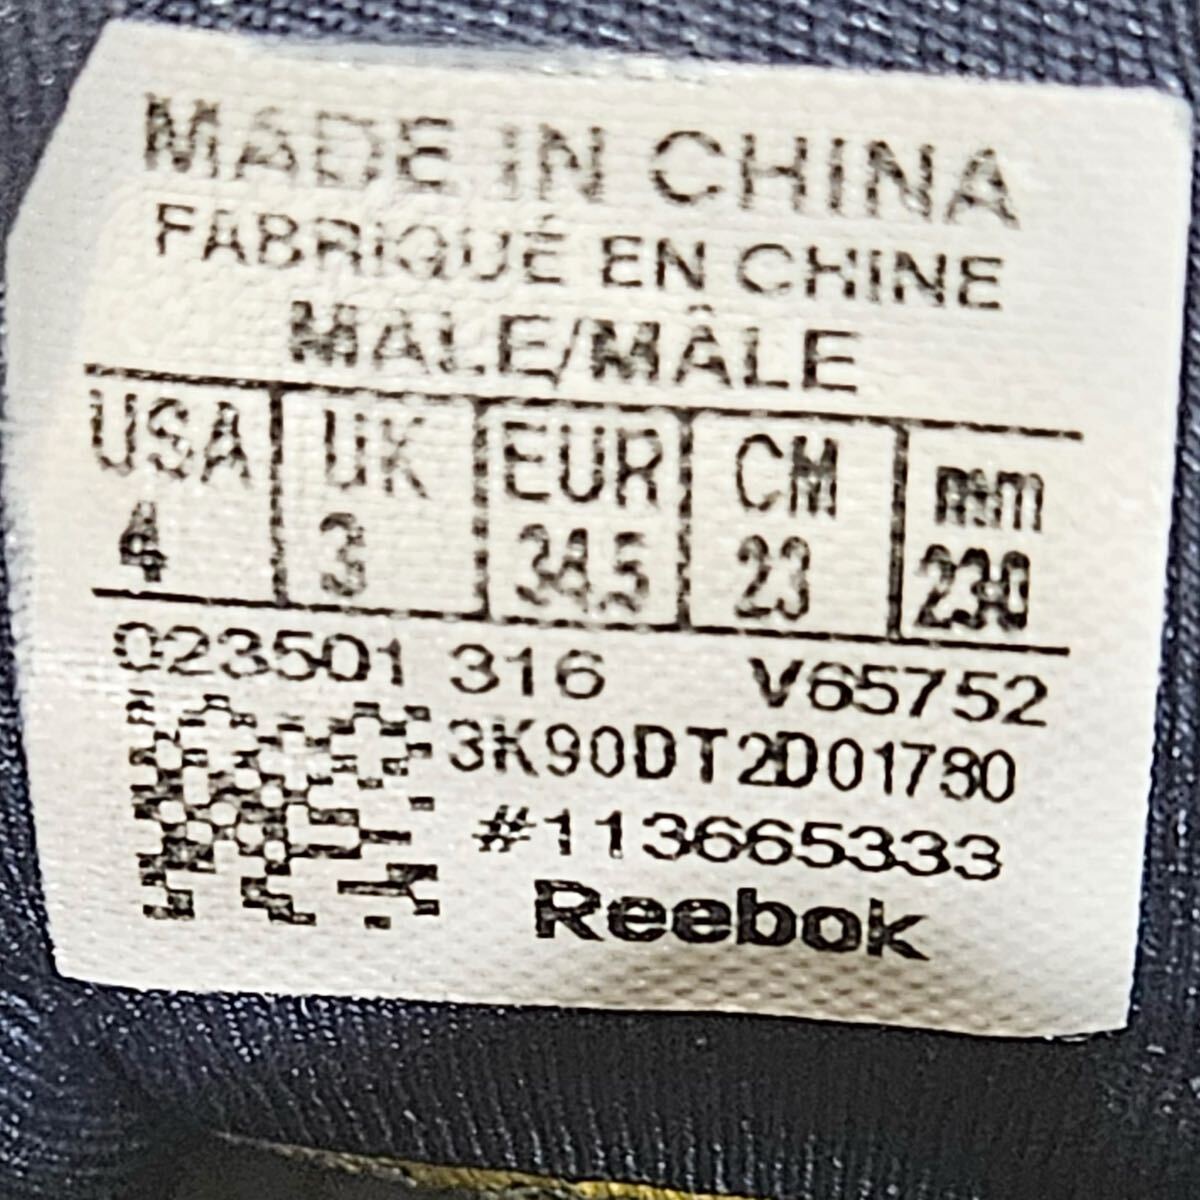 MADE IN CHINA
FABRIQUÉ EN CHINE
MALE/MÂLE
USA UK EUR CM mm
4 3 34.5 23 230
023501 316 V65752
3K90DT2D01780
#113665333
Reebok